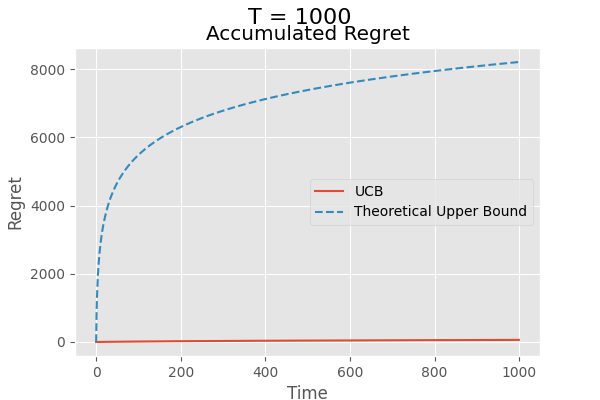 T = 1000
Accumulated Regret
8000
6000
4000
2000
0
Regret
UCB
Theoretical Upper Bound
0 200 400 600 800 1000
Time